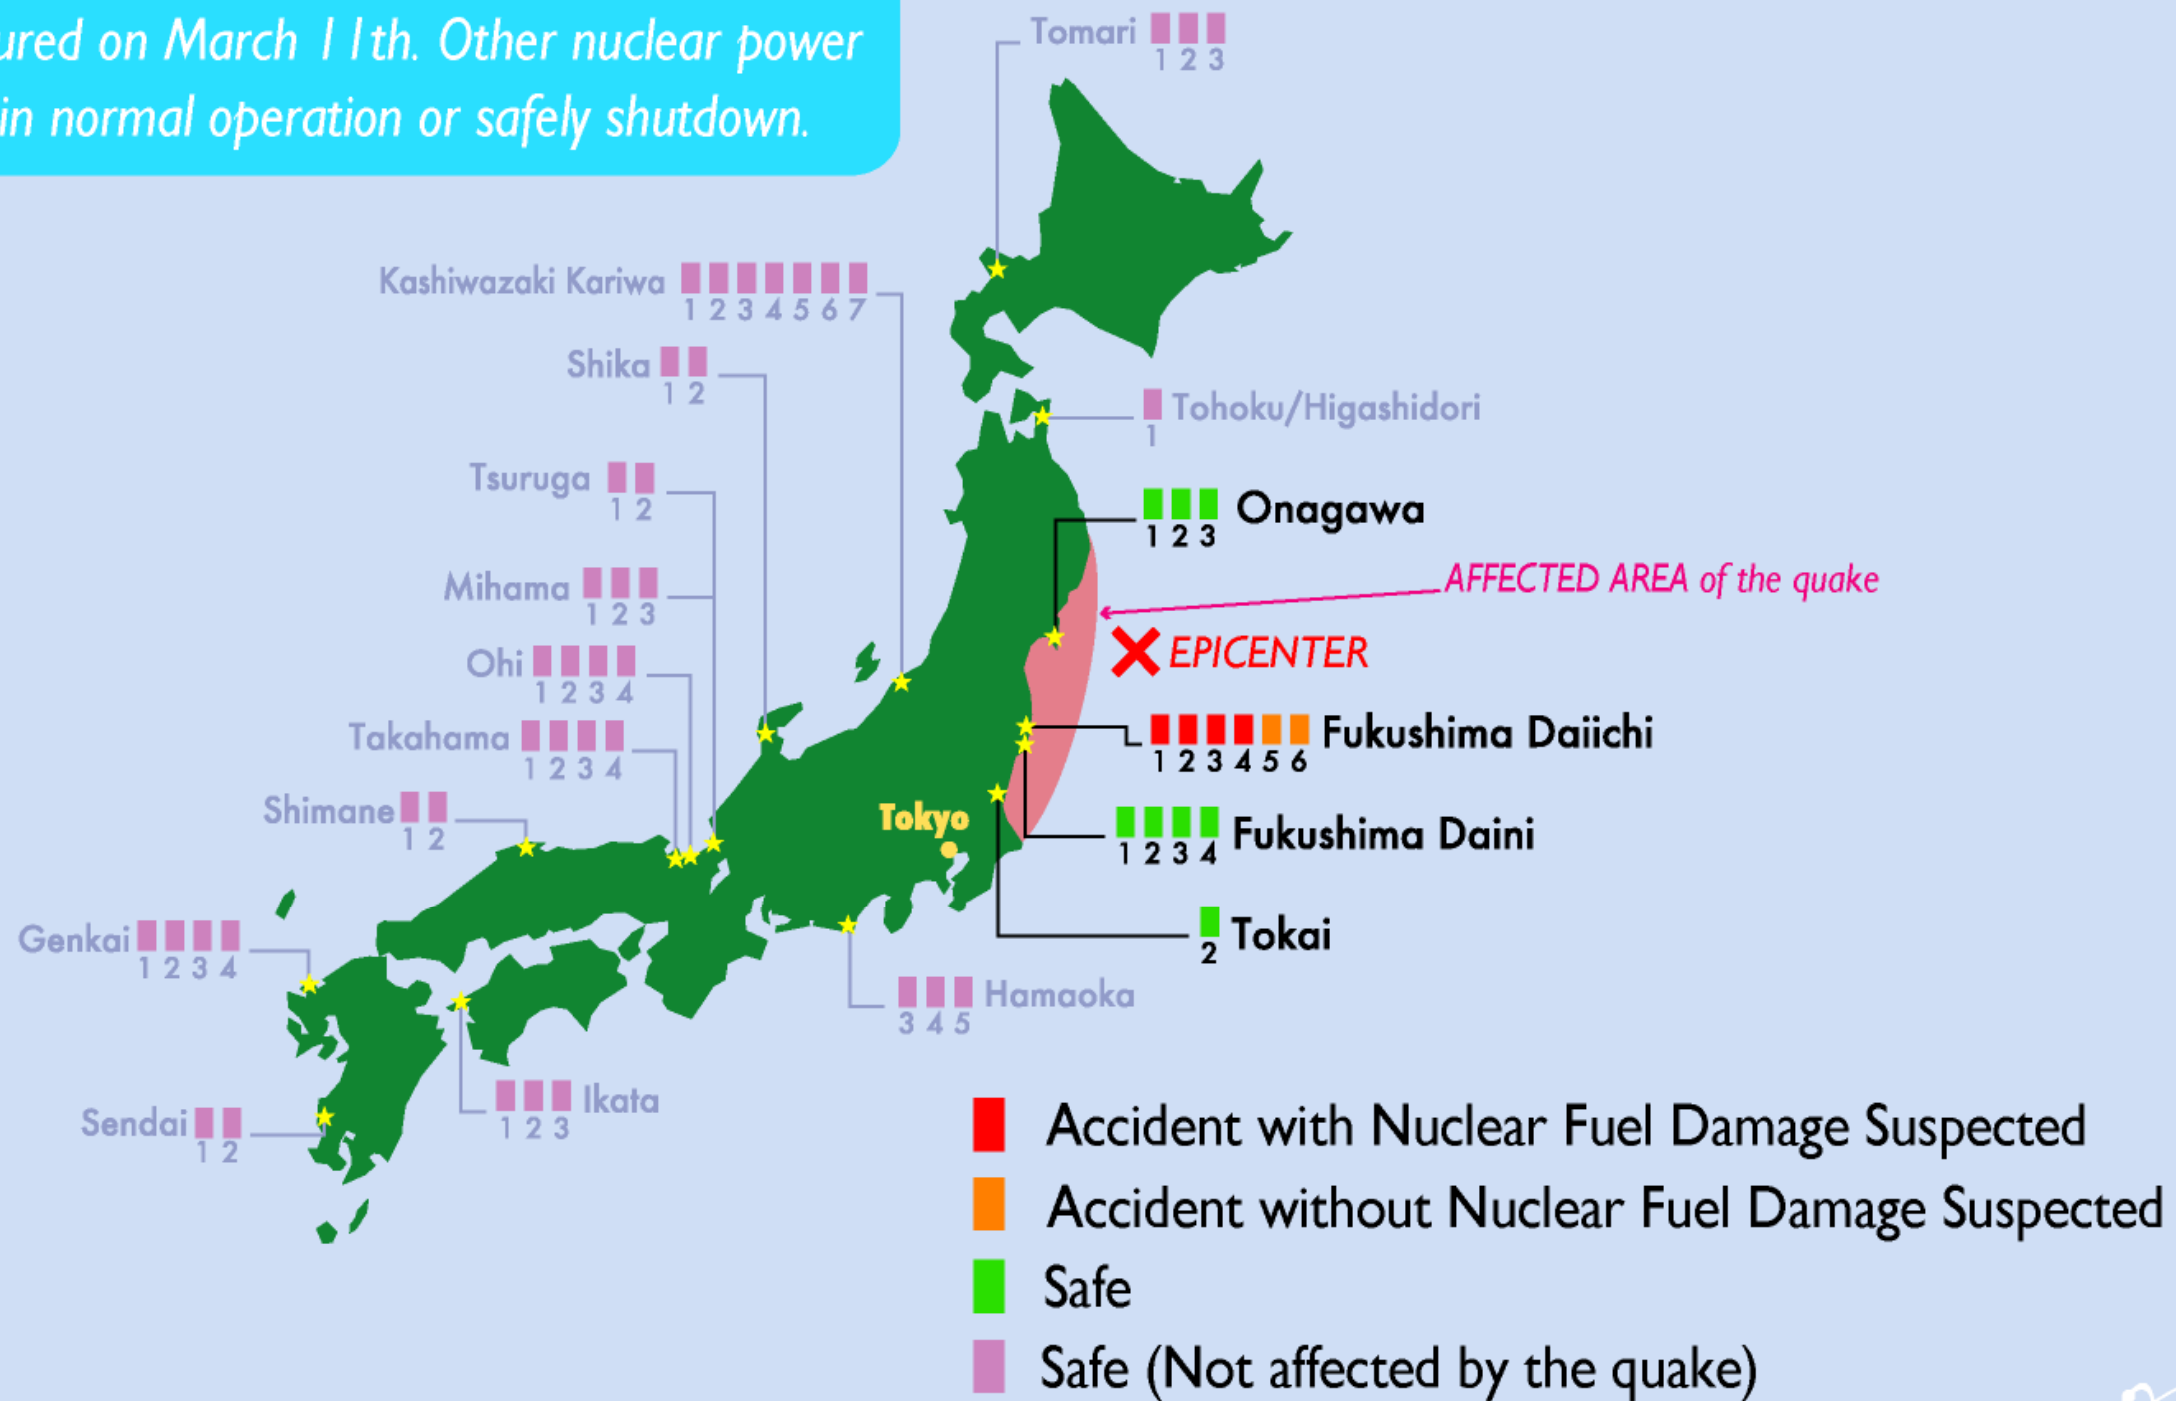 ured on March 11th. Other nuclear power
in normal operation or safely shutdown.
Tomari
1 2 3
Kashiwazaki Kariwa
1 2 3 4 5 6 7
Shika
1 2
Tohoku/Higashidori
1
Tsuruga
1 2
Onagawa
1 2 3
Mihama
1 2 3
AFFECTED AREA of the quake
EPICENTER
Ohi
1 2 3 4
Takahama
1 2 3 4
Fukushima Daiichi
1 2 3 4 5 6
Shimane
1 2
Tokyo
Fukushima Daini
1 2 3 4
Genkai
1 2 3 4
Tokai
2
Hamaoka
3 4 5
Ikata
1 2 3
Sendai
1 2
Accident with Nuclear Fuel Damage Suspected
Accident without Nuclear Fuel Damage Suspected
Safe
Safe (Not affected by the quake)